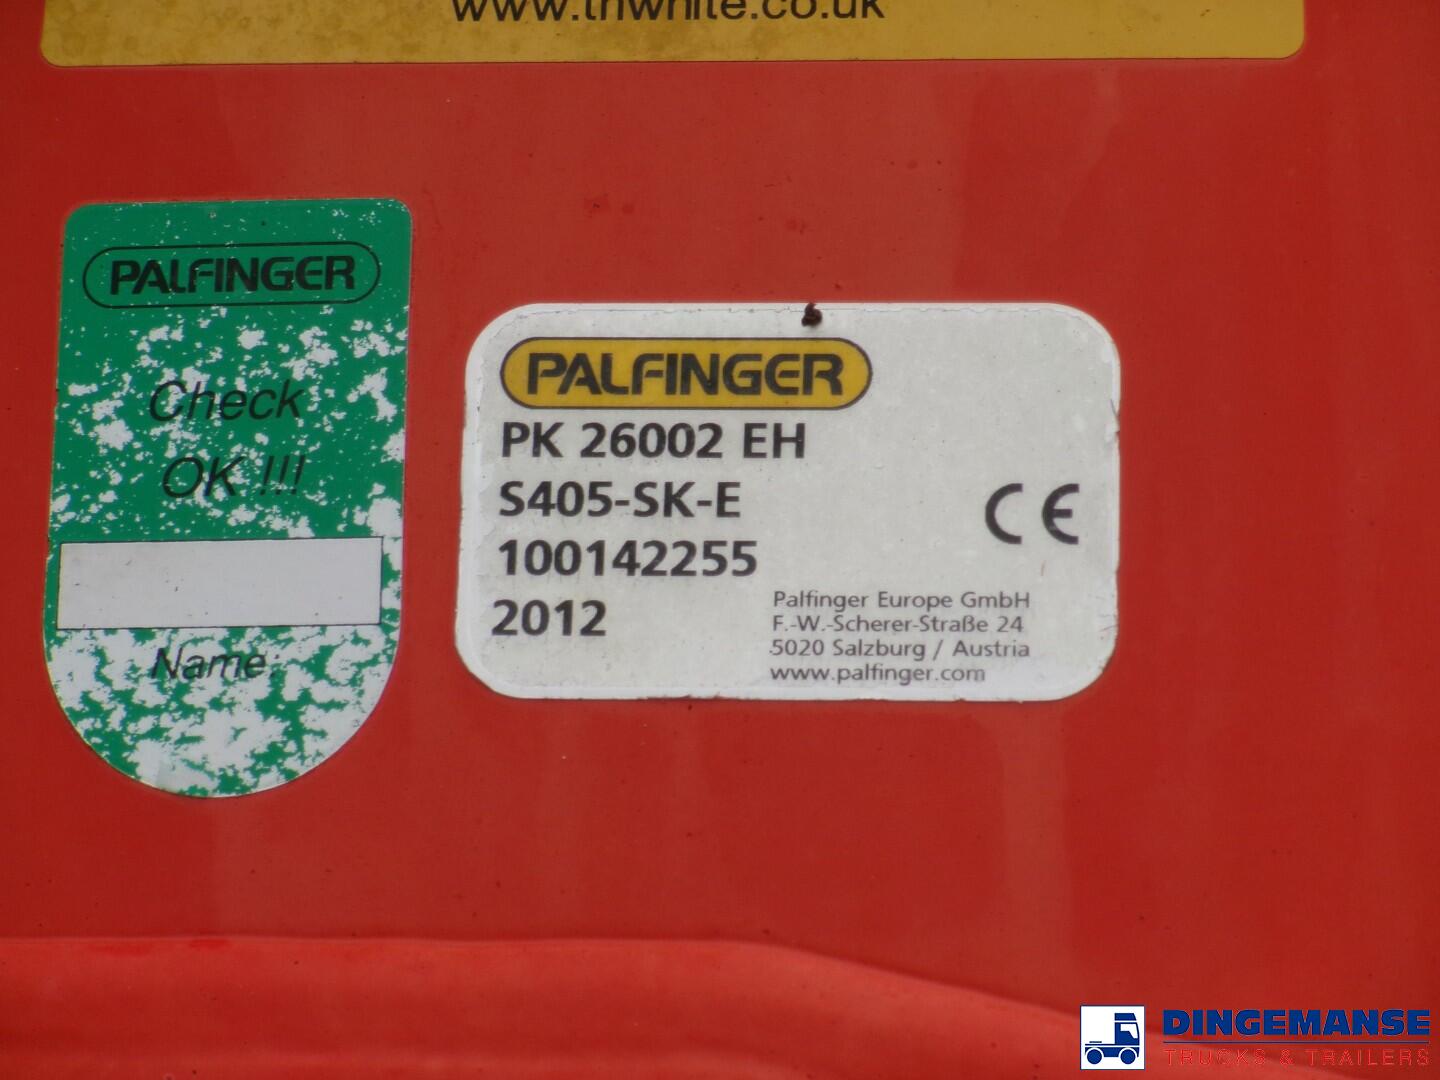 www.thwhite.co.uk
PALFINGER
Check
OK !!!
Name:
PALFINGER
PK 26002 EH
S405-SK-E
100142255
2012
CE
Palfinger Europe GmbH
F.-W.-Scherer-Straße 24
5020 Salzburg / Austria
www.palfinger.com
DINGEMANSE
TRUCKS & TRAILERS